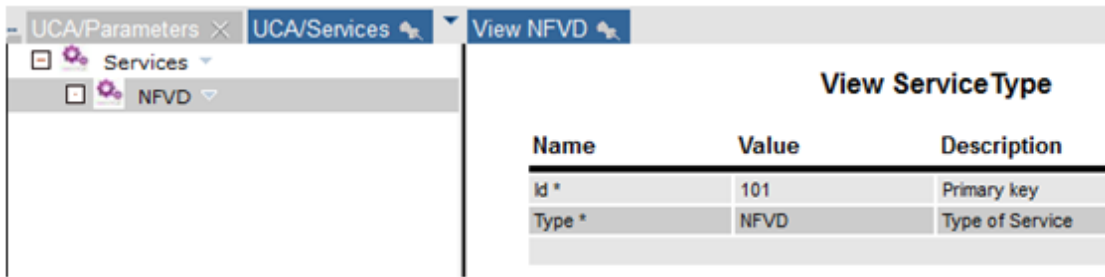 UCA/Parameters UCA/Services View NFVD
Services
NFVD
View ServiceType
Name Value Description
Id * 101 Primary key
Type * NFVD Type of Service